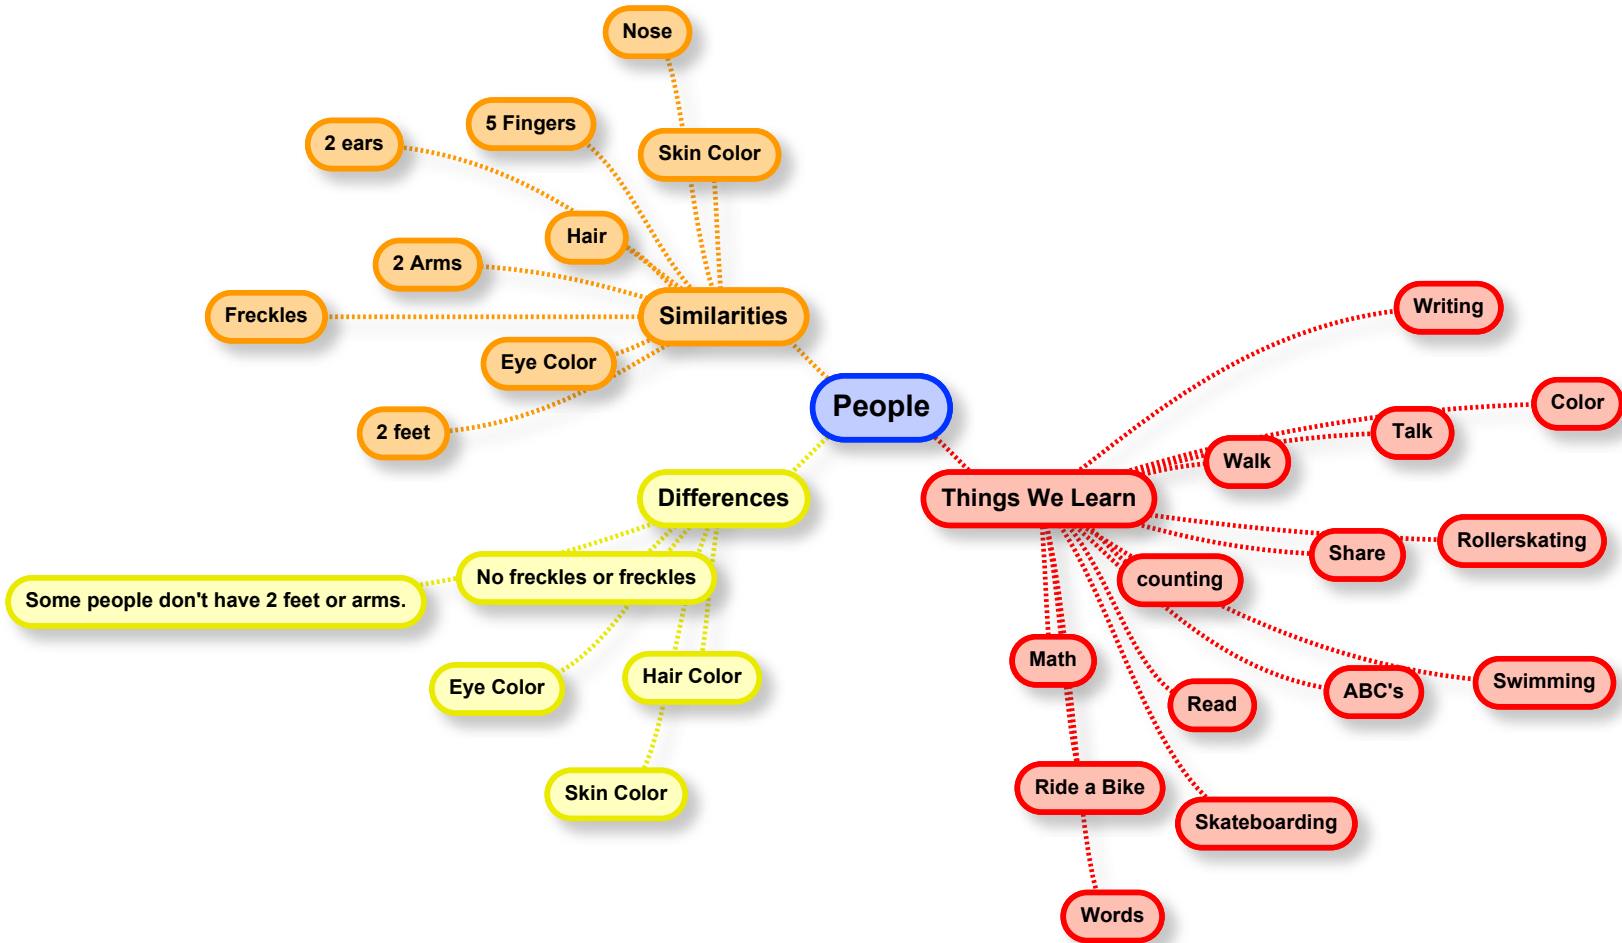 Nose
5 Fingers
2 ears
Skin Color
Hair
2 Arms
Freckles
Similarities
Eye Color
2 feet
People
Writing
Color
Talk
Walk
Things We Learn
Differences
Rollerskating
Share
counting
No freckles or freckles
Some people don't have 2 feet or arms.
Math
Hair Color
Eye Color
Swimming
ABC's
Read
Ride a Bike
Skin Color
Skateboarding
Words